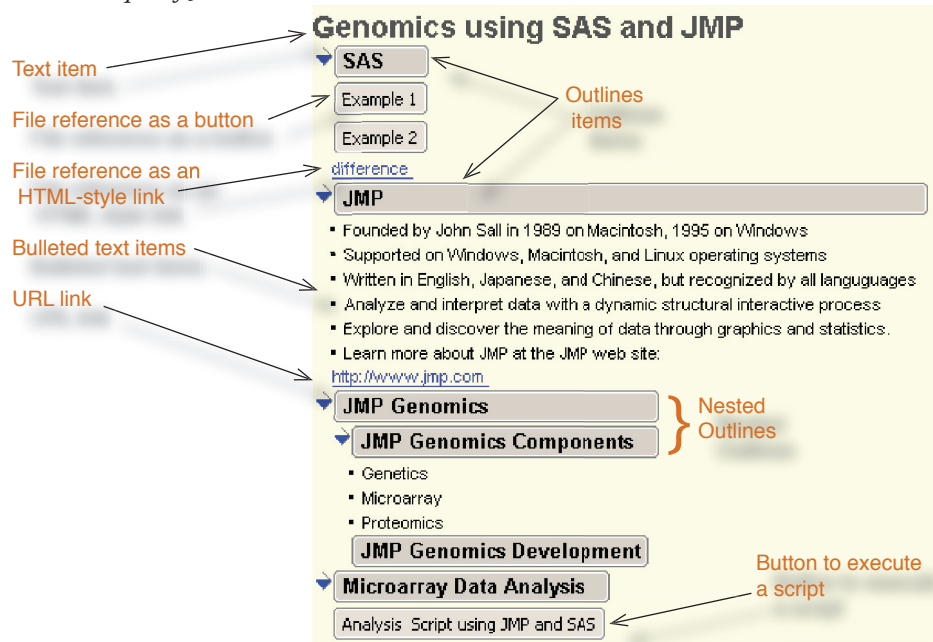 Genomics using SAS and JMP
Text item
SAS
File reference as a button
Example 1
Outlines
items
Example 2
File reference as an
HTML-style link
difference
JMP
Bulleted text items
▪ Founded by John Sall in 1989 on Macintosh, 1995 on Windows
▪ Supported on Windows, Macintosh, and Linux operating systems
▪ Written in English, Japanese, and Chinese, but recognized by all languguages
URL link
▪ Analyze and interpret data with a dynamic structural interactive process
▪ Explore and discover the meaning of data through graphics and statistics.
▪ Learn more about JMP at the JMP web site:
http://www.jmp.com
JMP Genomics
Nested
Outlines
JMP Genomics Components
▪ Genetics
▪ Microarray
▪ Proteomics
JMP Genomics Development
Microarray Data Analysis
Button to execute
a script
Analysis Script using JMP and SAS